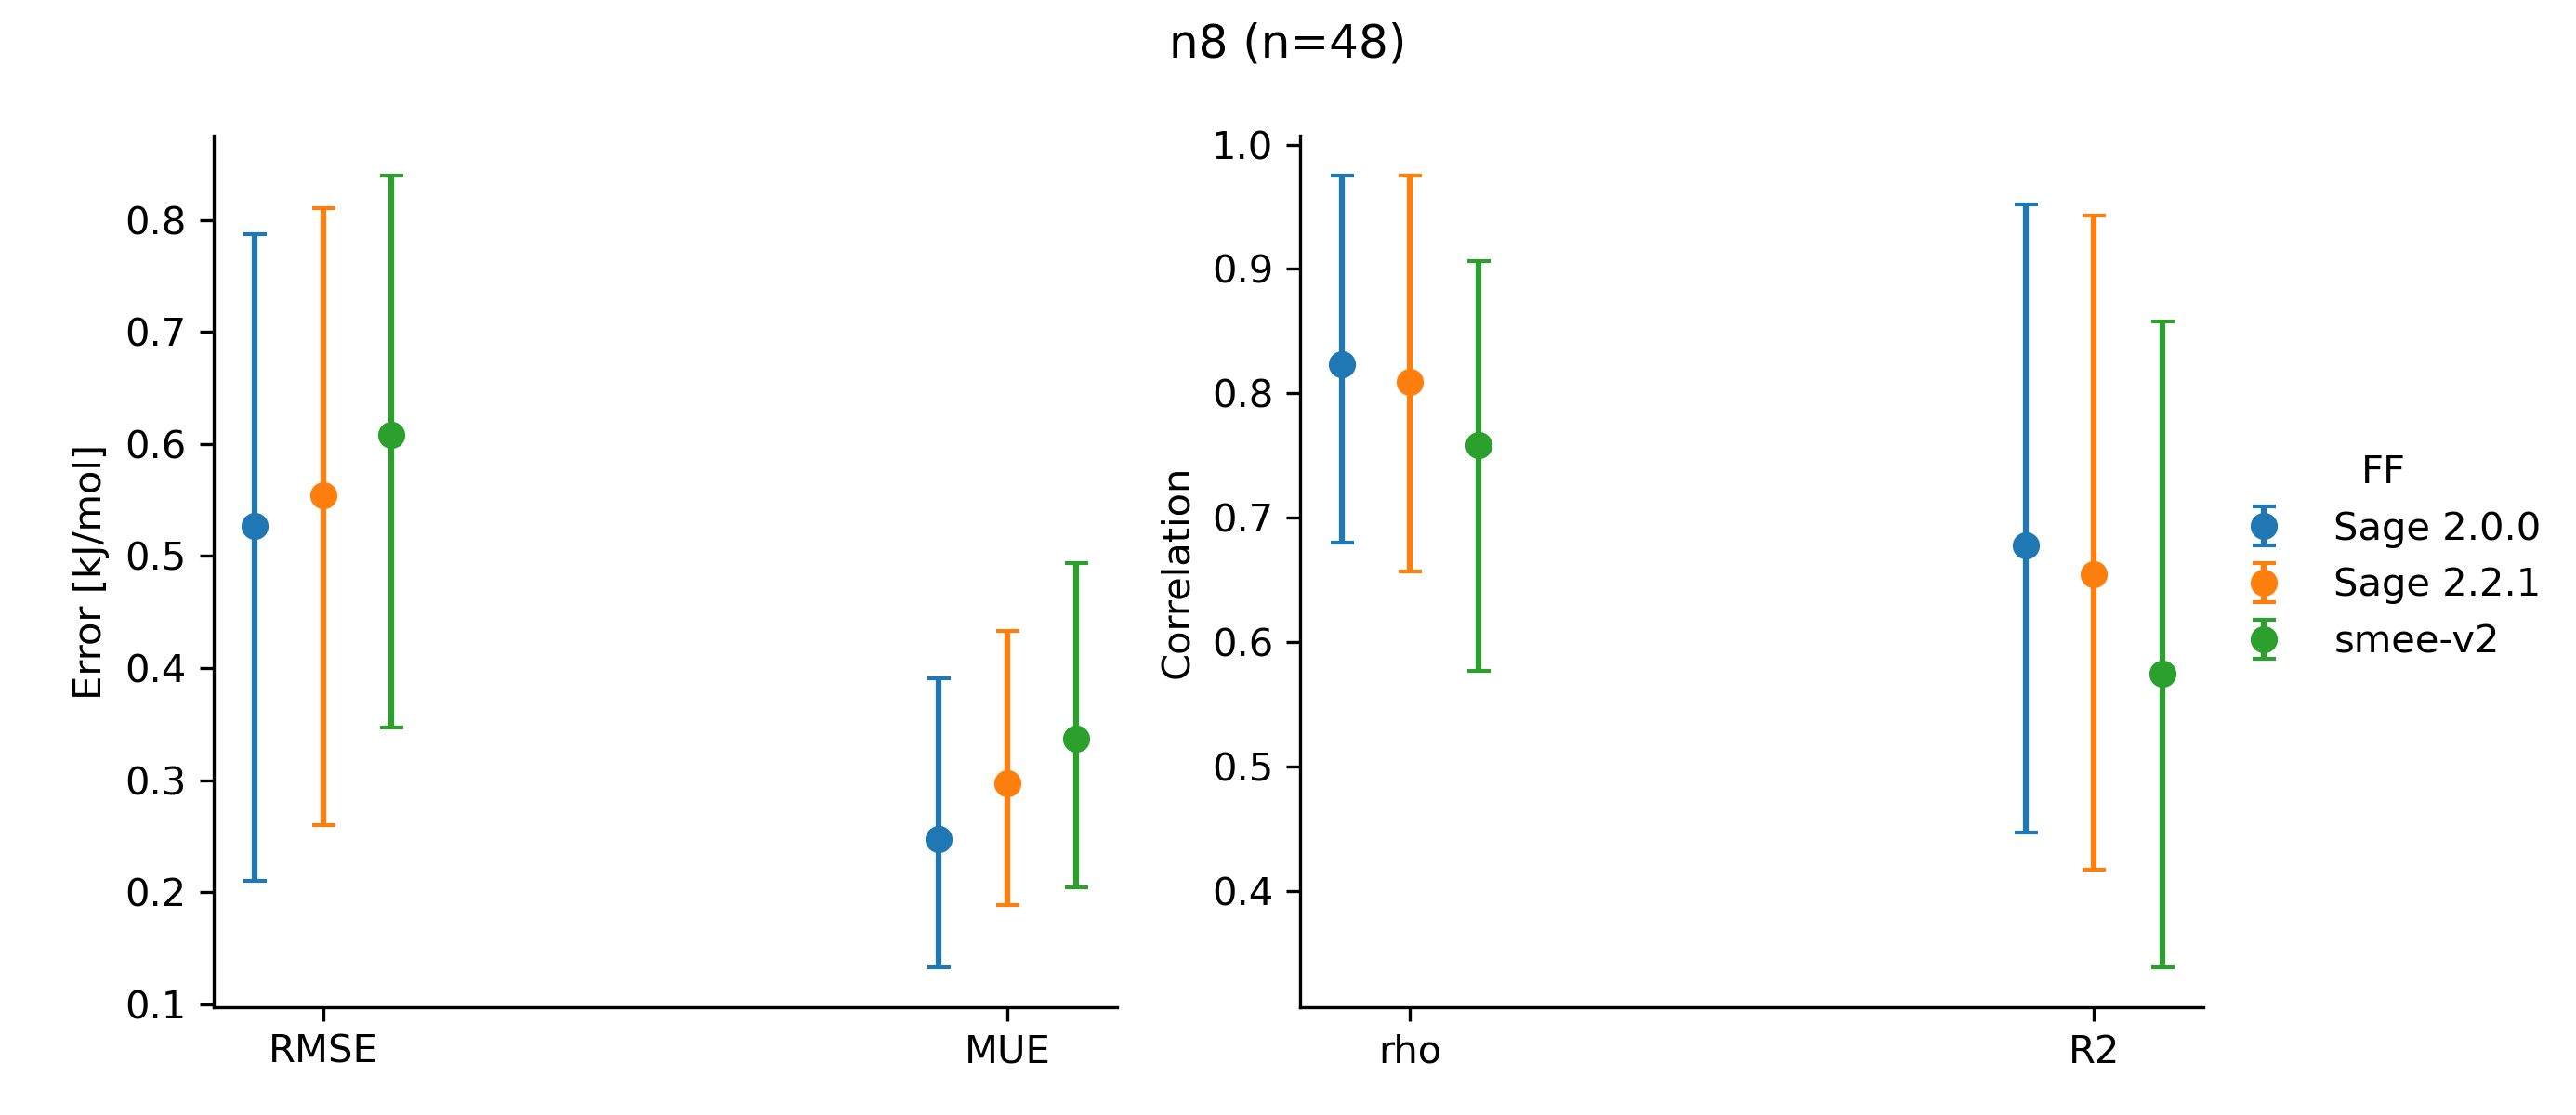 n8 (n=48)
Error [kJ/mol]
0.8
0.7
0.6
0.5
0.4
0.3
0.2
0.1
RMSE
MUE
Correlation
1.0
0.9
0.8
0.7
0.6
0.5
0.4
rho
R2
FF
Sage 2.0.0
Sage 2.2.1
smee-v2